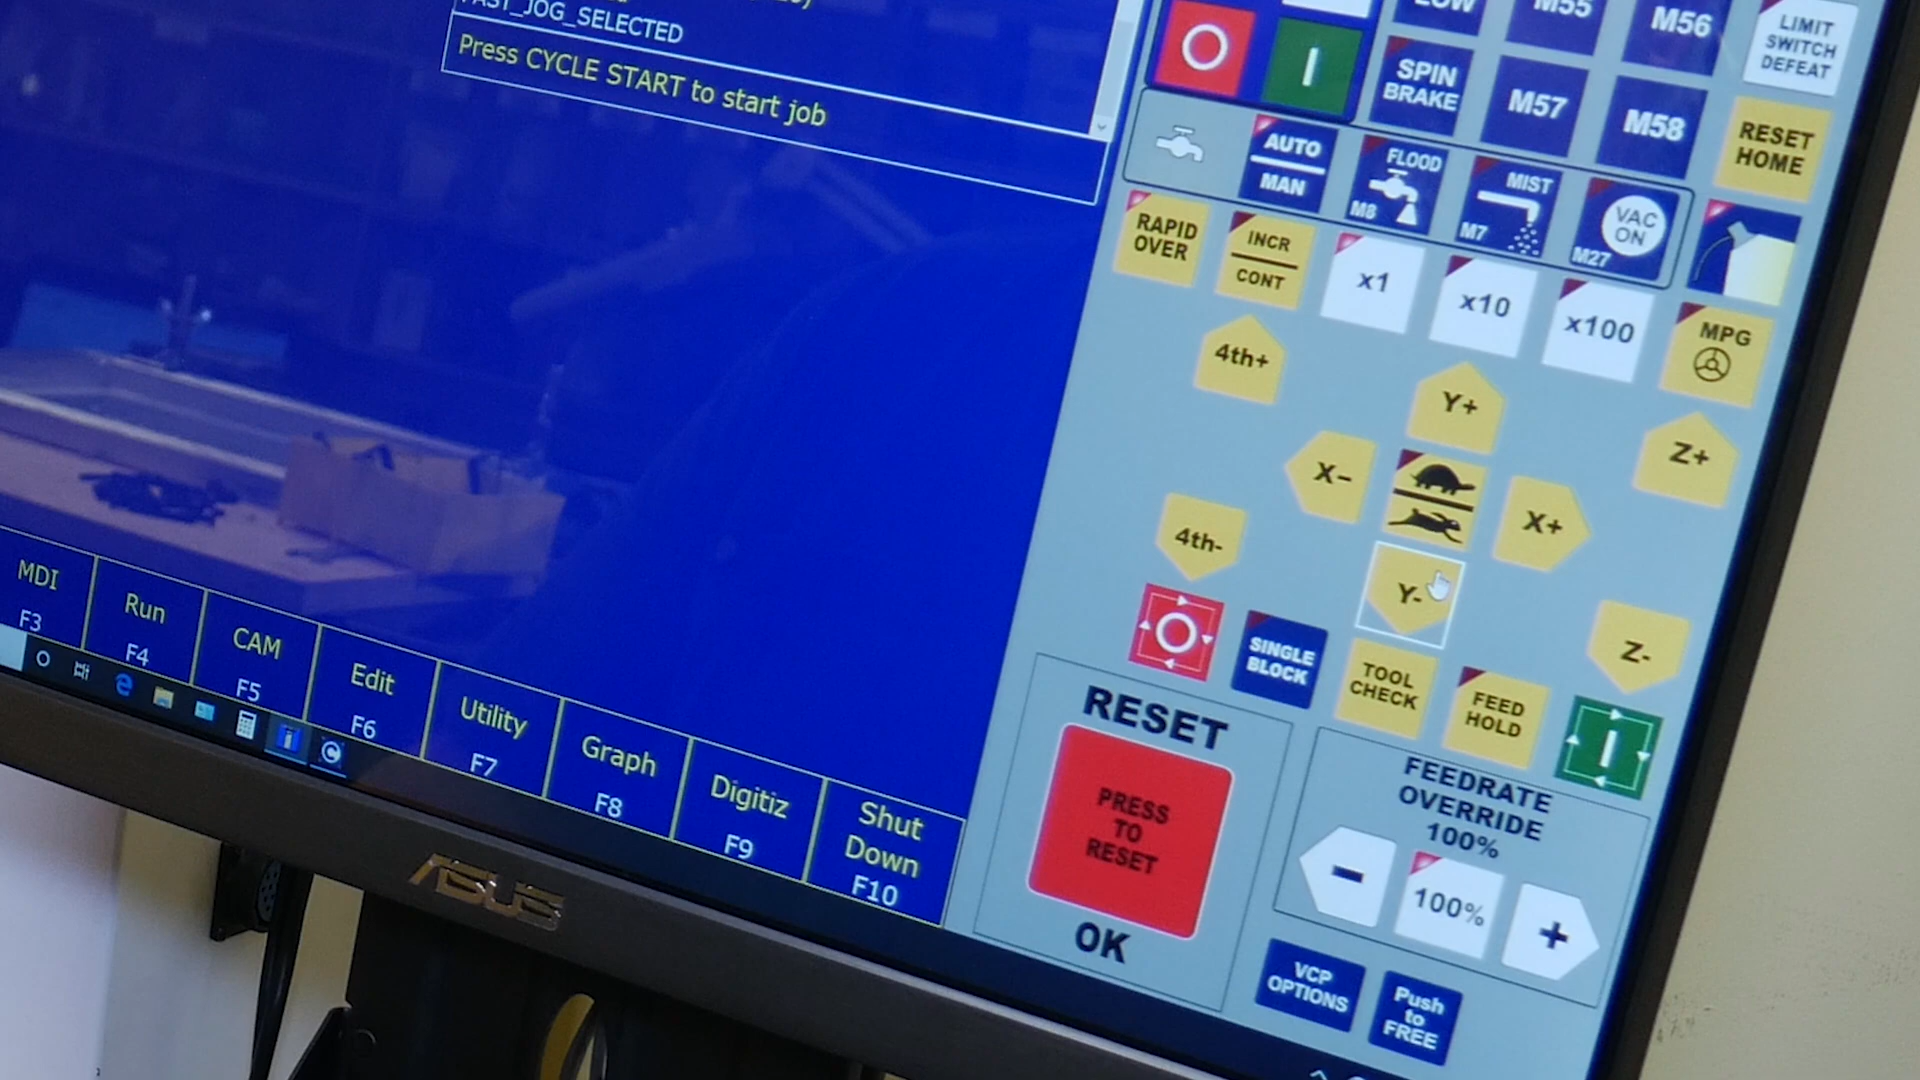 FAST_JOG_SELECTED
Press CYCLE START to start job
MDI
F3
Run
F4
CAM
F5
Edit
F6
Utility
F7
Graph
F8
Digitiz
F9
Shut
Down
F10
ASUS
LOW
M55
M56
LIMIT
SWITCH
DEFEAT
SPIN
BRAKE
M57
M58
RESET
HOME
AUTO
MAN
FLOOD
M8
MIST
M7
VAC
ON
M27
RAPID
OVER
INCR
CONT
x1
x10
x100
MPG
4th+
Y+
Z+
X-
X+
4th-
Y-
Z-
SINGLE
BLOCK
TOOL
CHECK
FEED
HOLD
RESET
PRESS
TO
RESET
OK
FEEDRATE
OVERRIDE
100%
-
100%
+
VCP
OPTIONS
Push
to
FREE